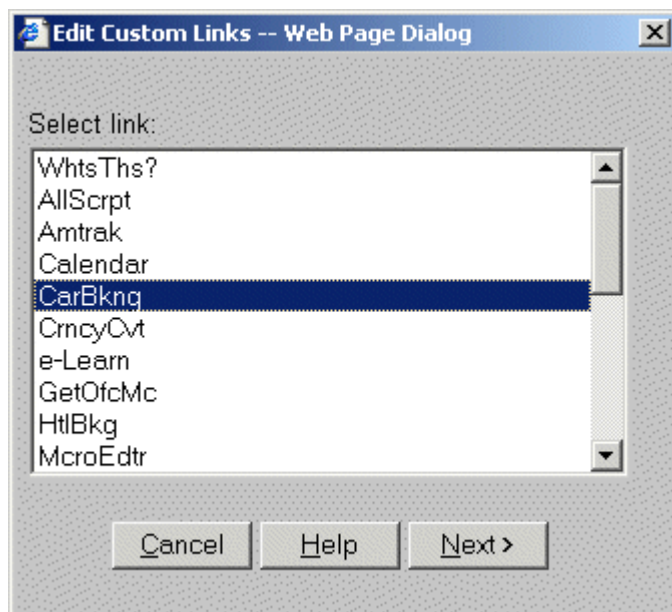 Edit Custom Links -- Web Page Dialog
Select link:
WhtsThs?
AllScrpt
Amtrak
Calendar
CarBkng
CrncyCvt
e-Learn
GetOfcMc
HtlBkg
McroEdtr
Cancel Help Next >